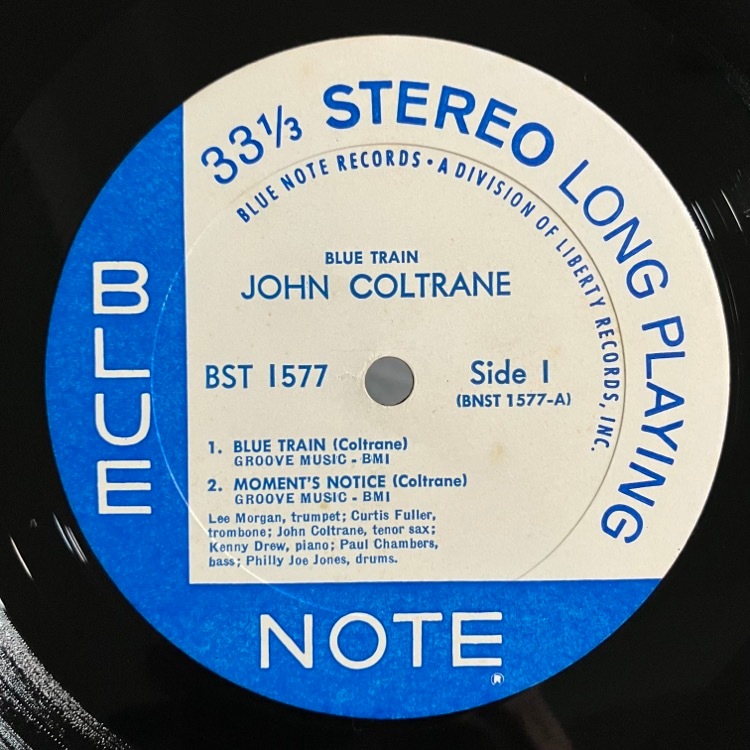 33⅓ STEREO LONG PLAYING
BLUE NOTE RECORDS • A DIVISION OF LIBERTY RECORDS, INC.
BLUE TRAIN
JOHN COLTRANE
BST 1577
Side 1
(BNST 1577-A)
1. BLUE TRAIN (Coltrane)
GROOVE MUSIC - BMI
2. MOMENT'S NOTICE (Coltrane)
GROOVE MUSIC - BMI
Lee Morgan, trumpet; Curtis Fuller,
trombone; John Coltrane, tenor sax;
Kenny Drew, piano; Paul Chambers,
bass; Philly Joe Jones, drums.
BLUE
NOTE
®